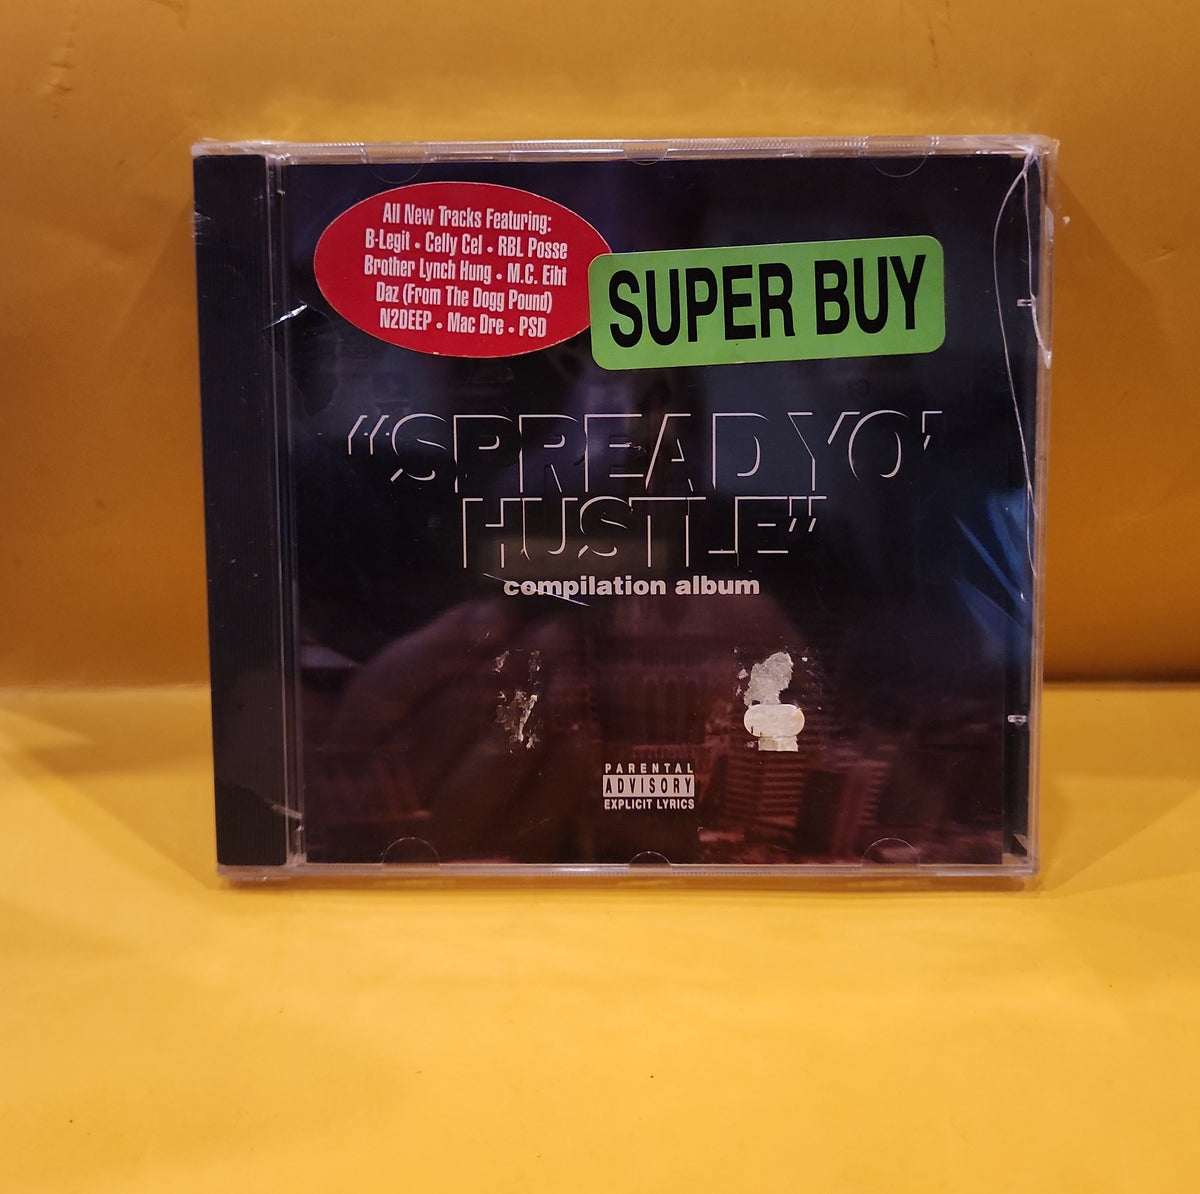 All New Tracks Featuring:
B-Legit • Celly Cel • RBL Posse
Brother Lynch Hung • M.C. Eiht
Daz (From The Dogg Pound)
N2DEEP • Mac Dre • PSD
SUPER BUY
"SPREAD YO'
HUSTLE"
compilation album
PARENTAL
ADVISORY
EXPLICIT LYRICS